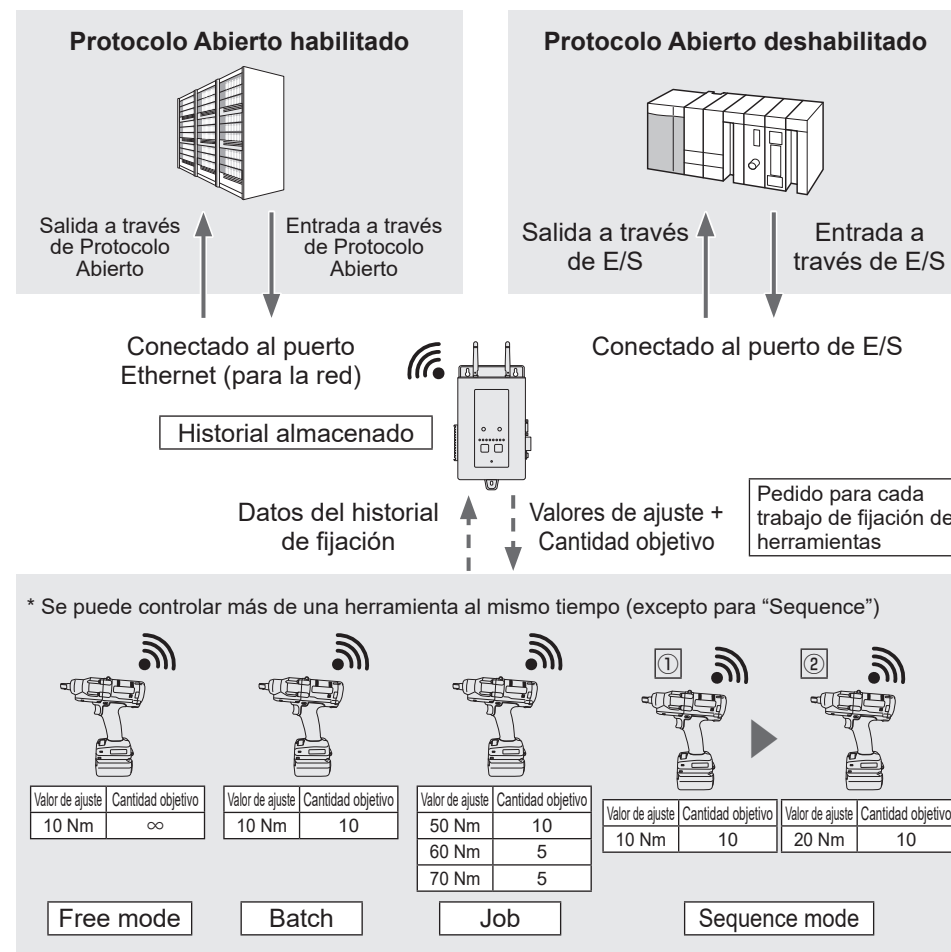 Protocolo Abierto habilitado
Salida a través
de Protocolo
Abierto
Entrada a través
de Protocolo
Abierto
Protocolo Abierto deshabilitado
Salida a través
de E/S
Entrada a
través de E/S
Conectado al puerto
Ethernet (para la red)
Conectado al puerto de E/S
Historial almacenado
Datos del historial
de fijación
Valores de ajuste +
Cantidad objetivo
Pedido para cada
trabajo de fijación de
herramientas
* Se puede controlar más de una herramienta al mismo tiempo (excepto para “Sequence”)
① ②
Valor de ajuste Cantidad objetivo
10 Nm ∞
Free mode
Valor de ajuste Cantidad objetivo
10 Nm 10
Batch
Valor de ajuste Cantidad objetivo
50 Nm 10
60 Nm 5
70 Nm 5
Job
Valor de ajuste Cantidad objetivo
10 Nm 10
Valor de ajuste Cantidad objetivo
20 Nm 10
Sequence mode